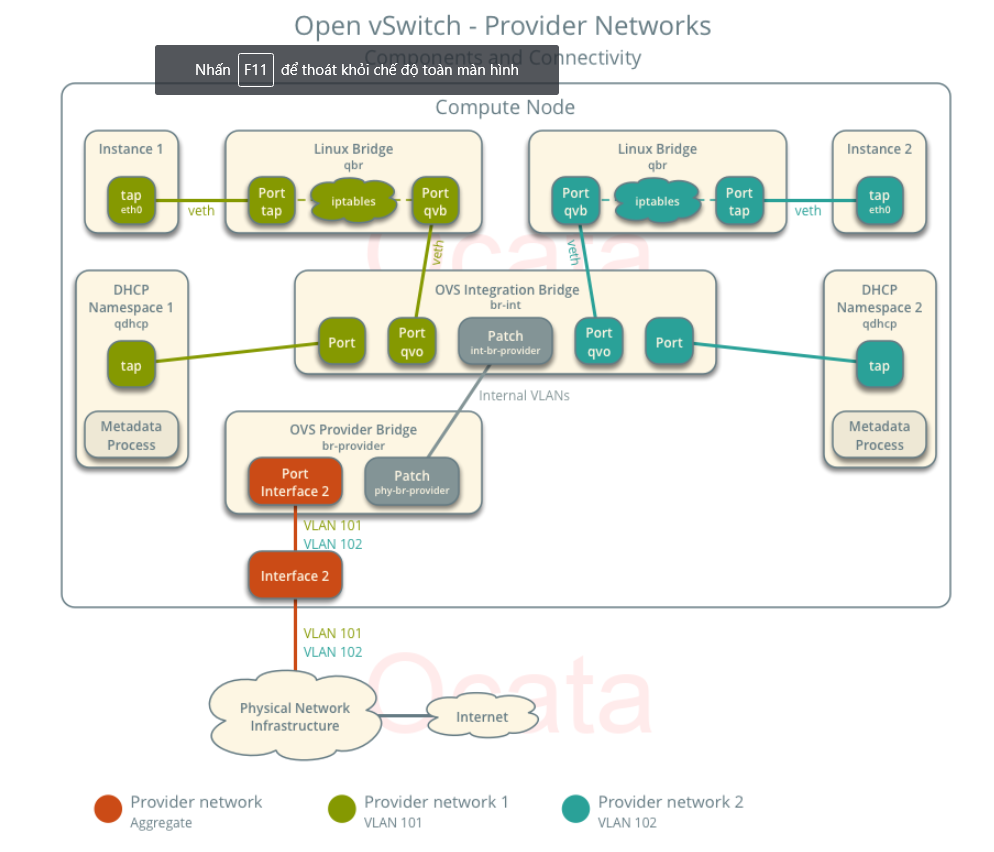 Open vSwitch - Provider Networks
Components and Connectivity
Nhấn F11 để thoát khỏi chế độ toàn màn hình
Compute Node
Instance 1
tap
eth0
veth
Linux Bridge
qbr
Port
tap
iptables
Port
qvb
veth
Linux Bridge
qbr
Port
qvb
iptables
Port
tap
veth
veth
Instance 2
tap
eth0
Ocata
DHCP
Namespace 1
qdhcp
tap
Metadata
Process
OVS Integration Bridge
br-int
Port
Port
qvo
Patch
int-br-provider
Port
qvo
Port
DHCP
Namespace 2
qdhcp
tap
Metadata
Process
Internal VLANs
OVS Provider Bridge
br-provider
Port
Interface 2
Patch
phy-br-provider
VLAN 101
VLAN 102
Interface 2
VLAN 101
VLAN 102
Ocata
Physical Network
Infrastructure
Internet
Provider network
Aggregate
Provider network 1
VLAN 101
Provider network 2
VLAN 102